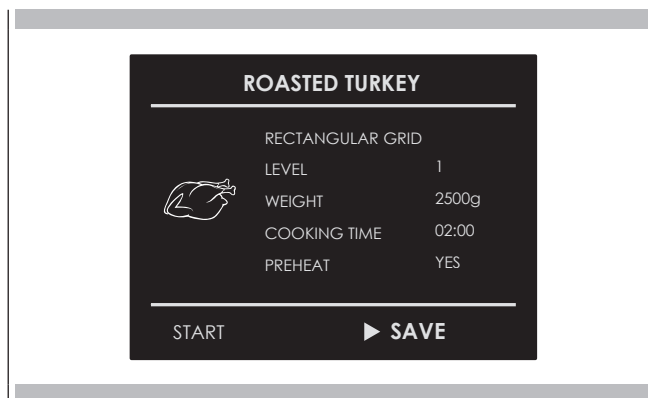 ROASTED TURKEY
RECTANGULAR GRID
LEVEL 1
WEIGHT 2500g
COOKING TIME 02:00
PREHEAT YES
START ▶ SAVE